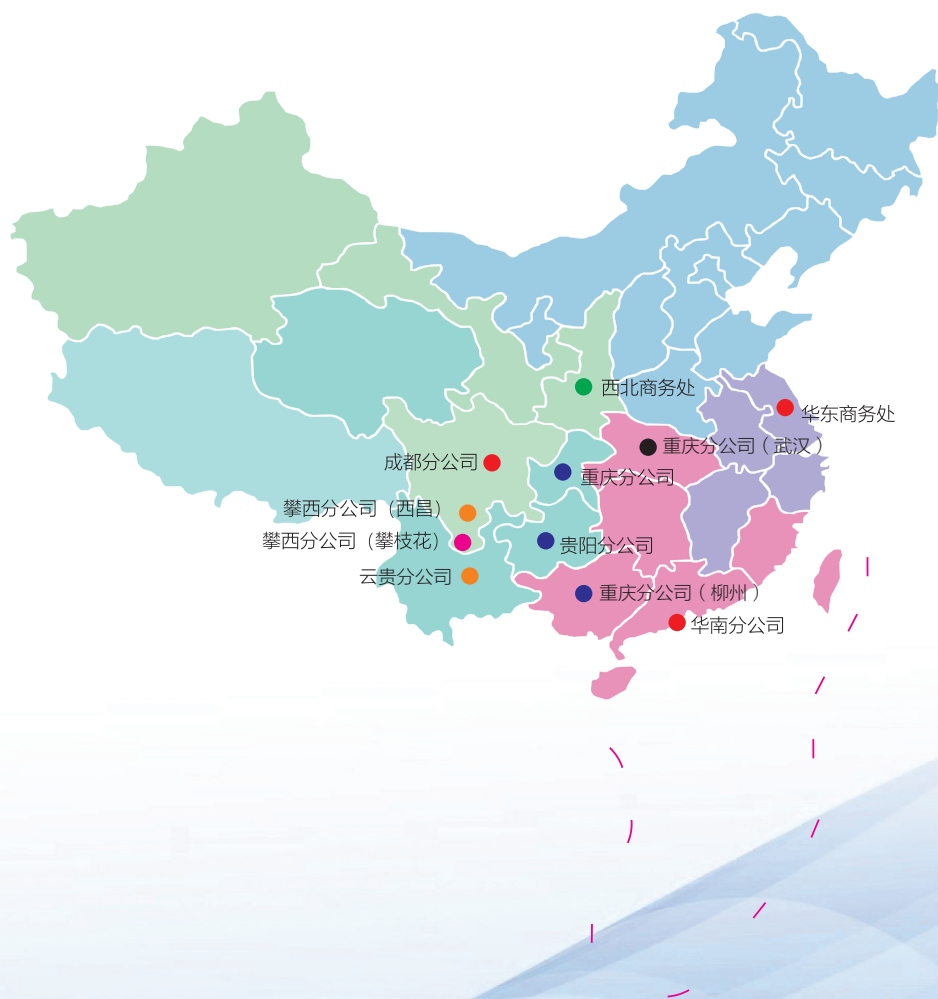 西北商务处
华东商务处
重庆分公司（武汉）
成都分公司
重庆分公司
攀西分公司（西昌）
攀西分公司（攀枝花）
贵阳分公司
云贵分公司
重庆分公司（柳州）
华南分公司